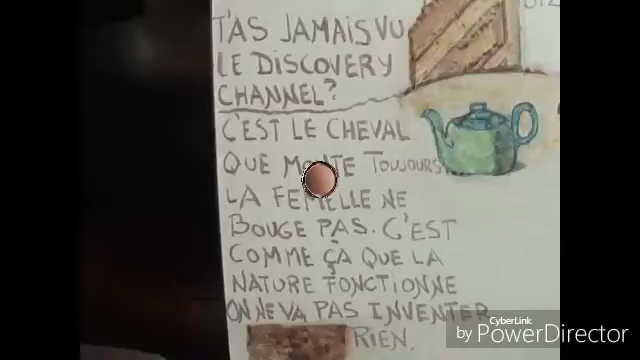 T'AS JAMAIS VU
LE DISCOVERY
CHANNEL?
C'EST LE CHEVAL
QUE MONTE TOUJOURS.
LA FEMELLE NE
BOUGE PAS. C'EST
COMME ÇA QUE LA
NATURE FONCTIONNE
ON NE VA PAS INVENTER
RIEN.
CyberLink
by PowerDirector